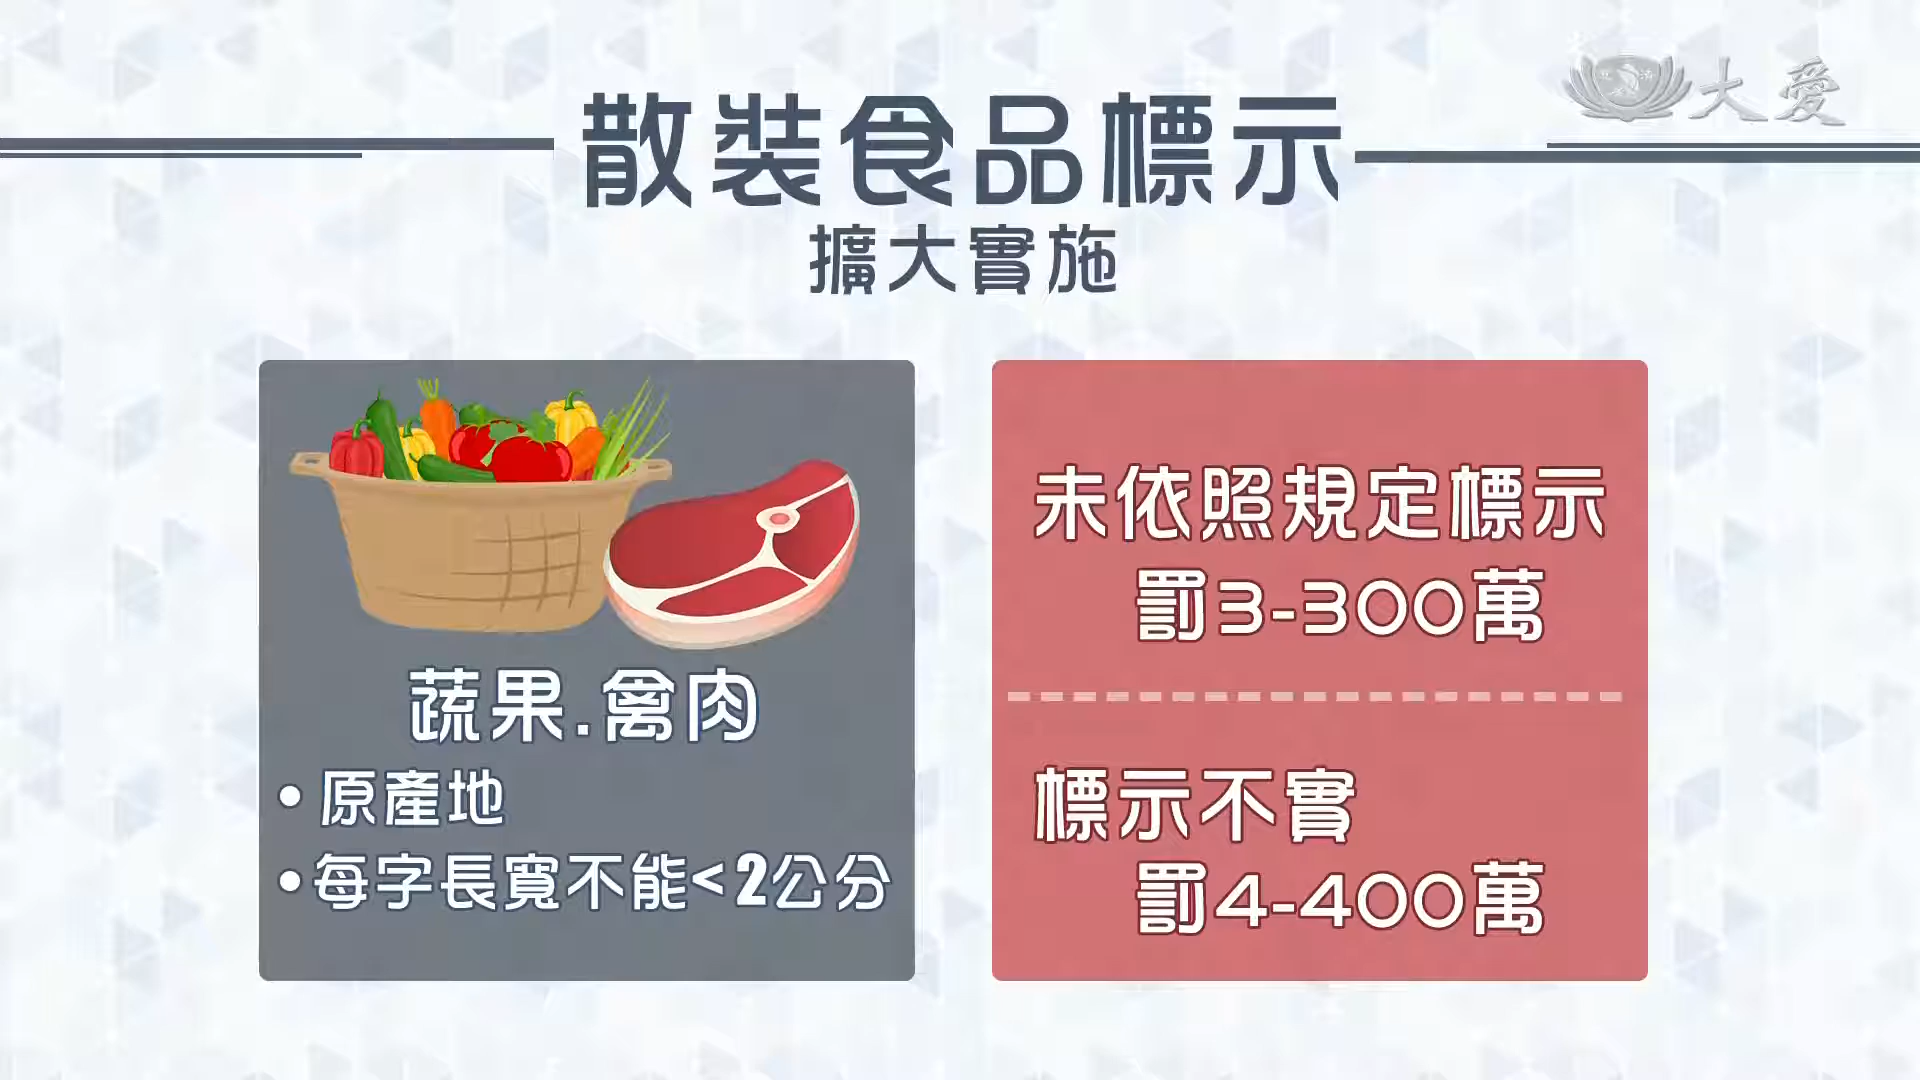 大愛
散裝食品標示
擴大實施
蔬果.禽肉
• 原產地
•每字長寬不能<2公分
未依照規定標示
罰3-300萬
標示不實
罰4-400萬